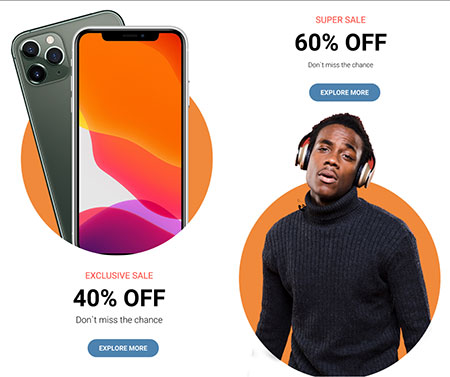 SUPER SALE
60% OFF
Don`t miss the chance
EXPLORE MORE
EXCLUSIVE SALE
40% OFF
Don`t miss the chance
EXPLORE MORE